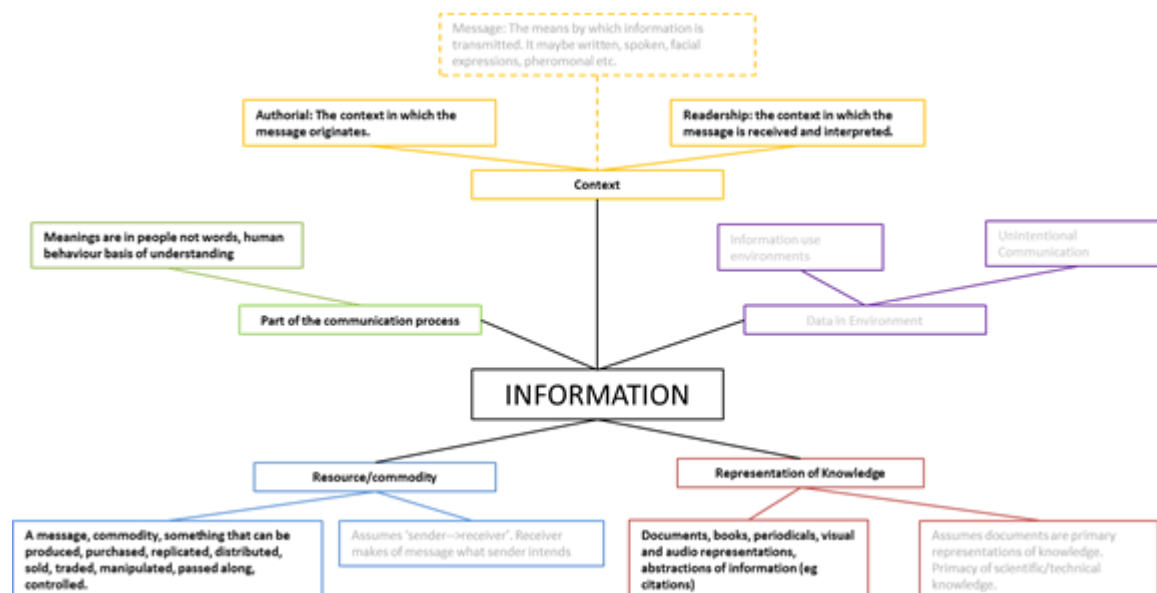 Message: The means by which information is
transmitted. It maybe written, spoken, facial
expressions, pheromonal etc.
Authorial: The context in which the
message originates.
Readership: the context in which the
message is received and interpreted.
Context
Meanings are in people not words, human
behaviour basis of understanding
Information use
environments
Unintentional
Communication
Part of the communication process
Data in Environment
INFORMATION
Resource/commodity
Representation of Knowledge
A message, commodity, something that can be
produced, purchased, replicated, distributed,
sold, traded, manipulated, passed along,
controlled.
Assumes 'sender-->receiver'. Receiver
makes of message what sender intends
Documents, books, periodicals, visual
and audio representations,
abstractions of information (eg
citations)
Assumes documents are primary
representations of knowledge.
Primacy of scientific/technical
knowledge.